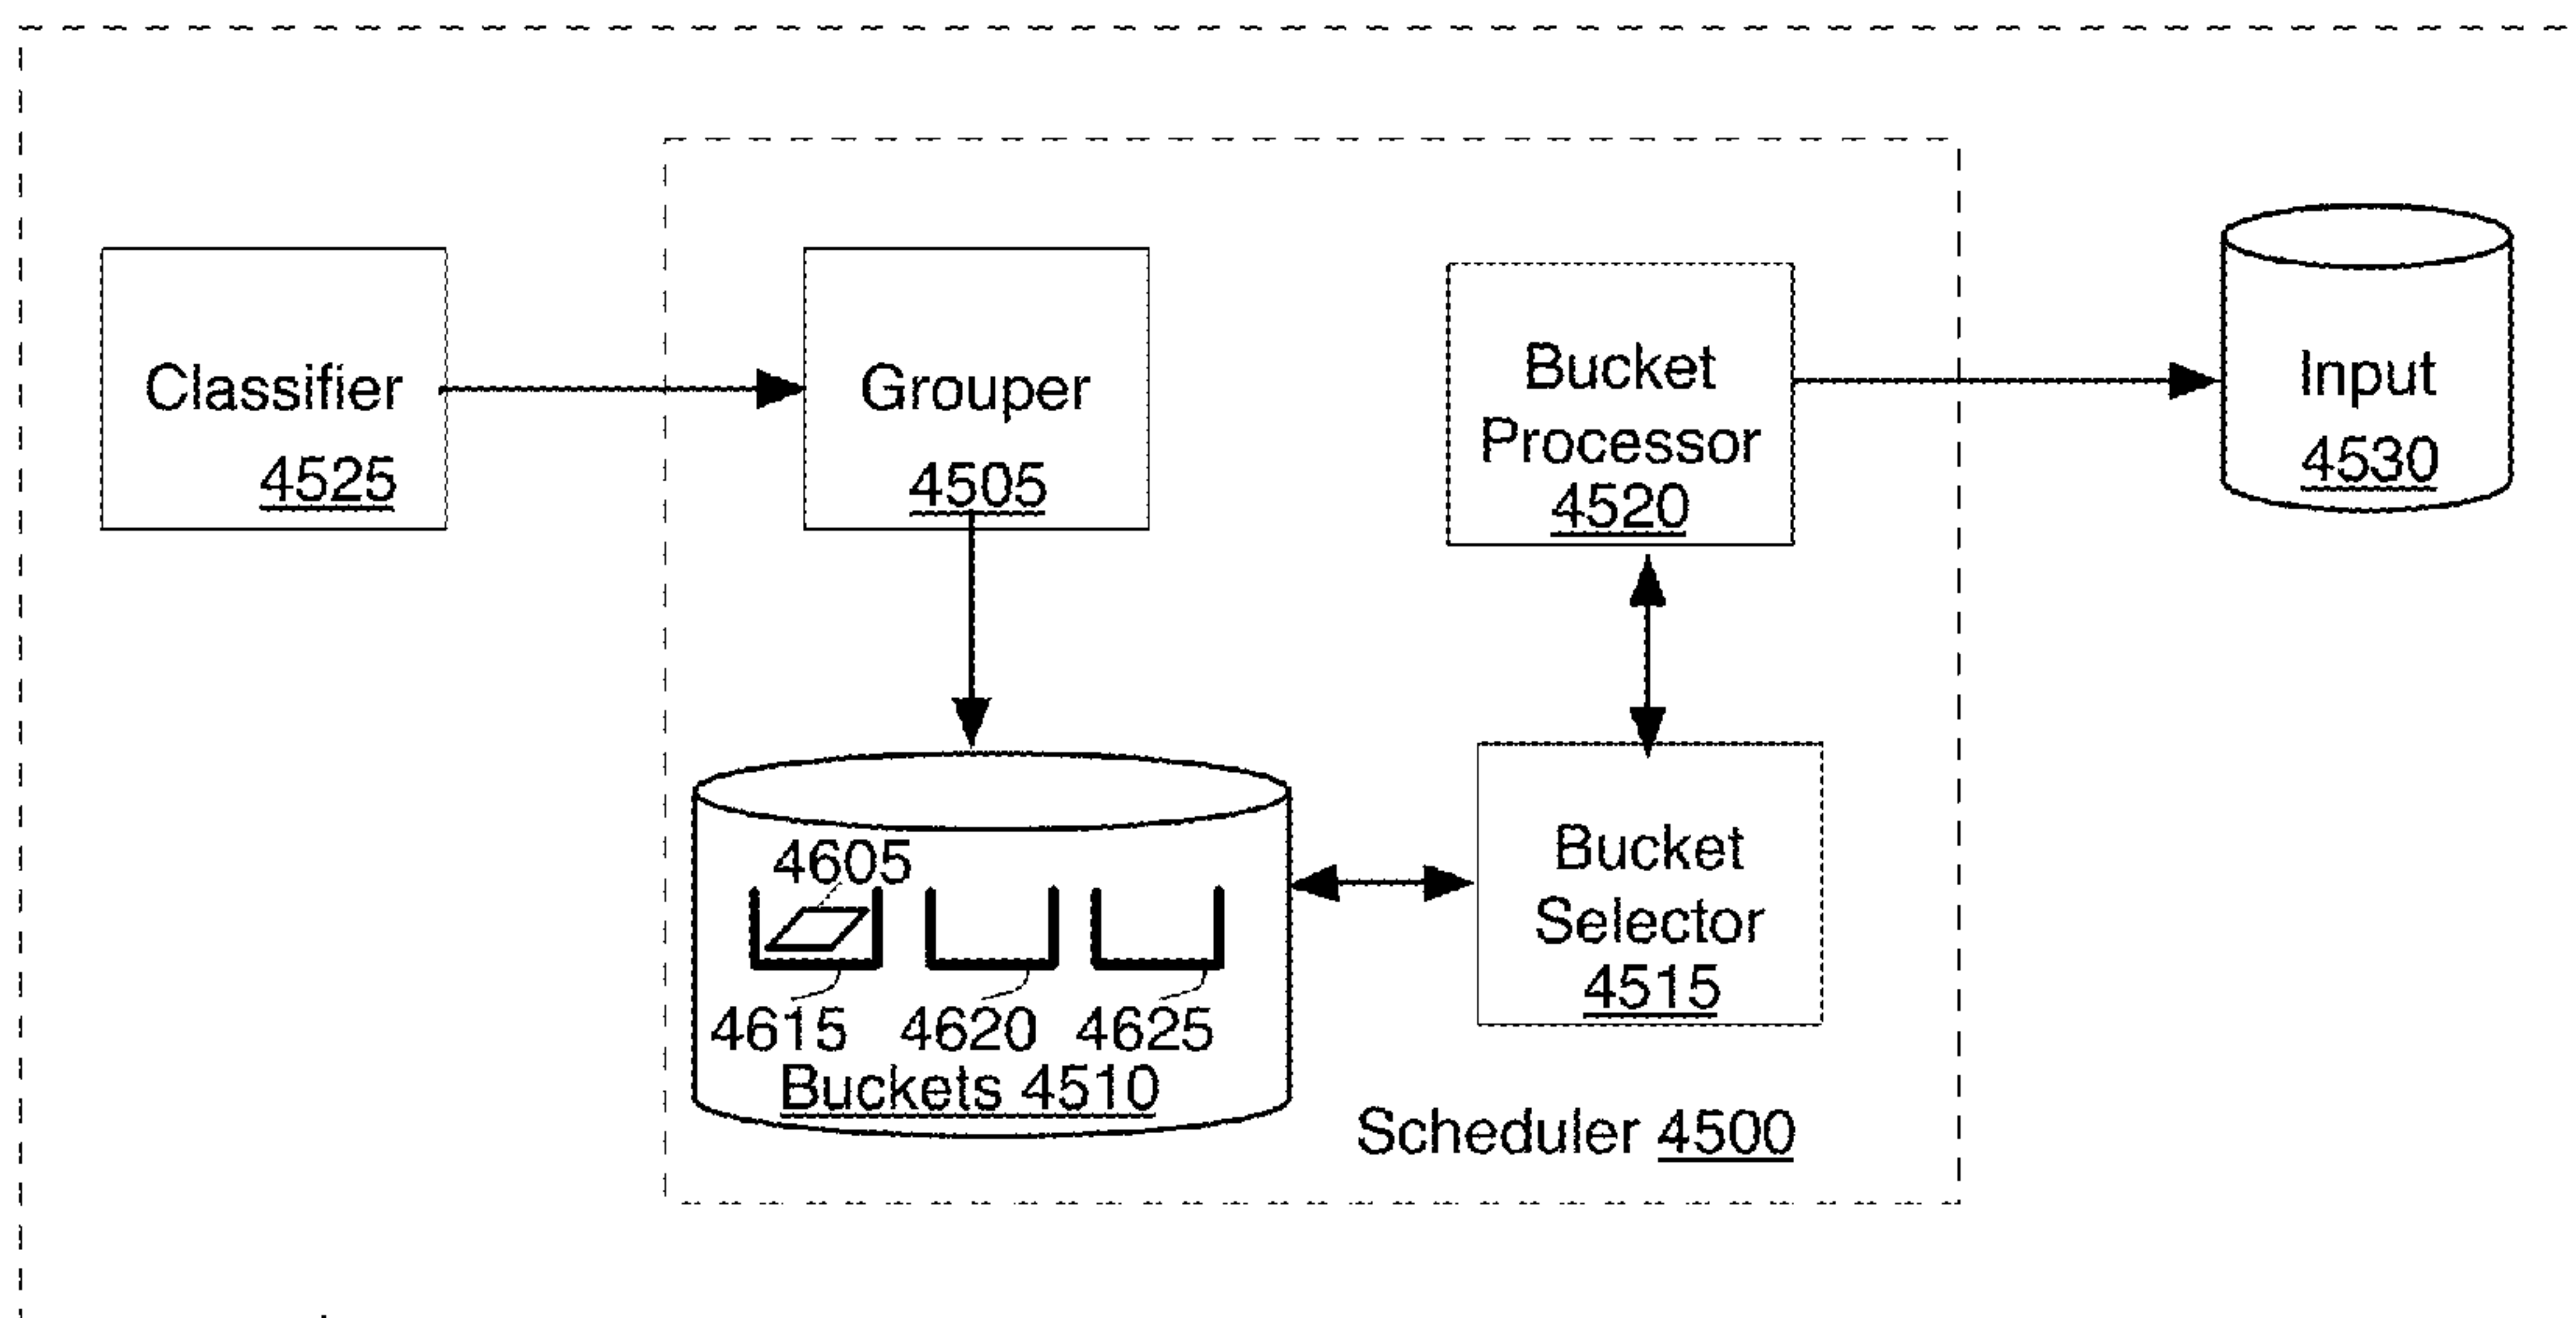 Classifier
4525
Grouper
4505
Bucket
Processor
4520
Input
4530
4605
4615 4620 4625
Buckets 4510
Bucket
Selector
4515
Scheduler 4500